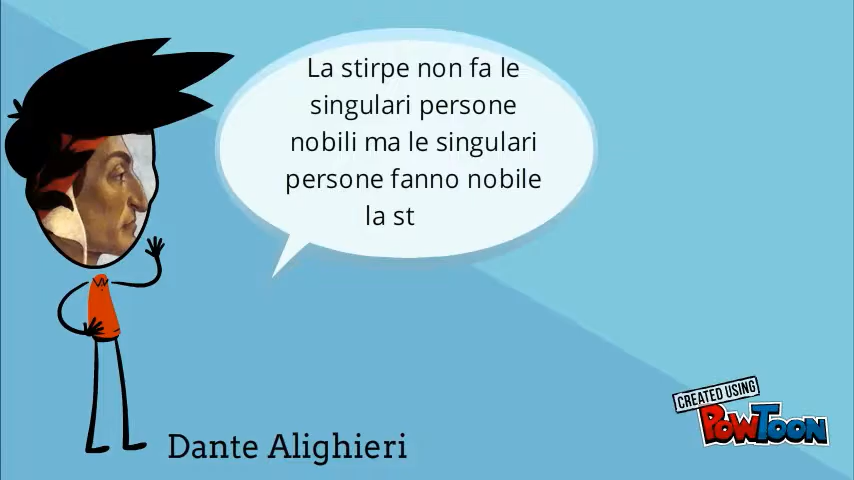 La stirpe non fa le
singulari persone
nobili ma le singulari
persone fanno nobile
la st
Dante Alighieri
CREATED USING
POWTOON